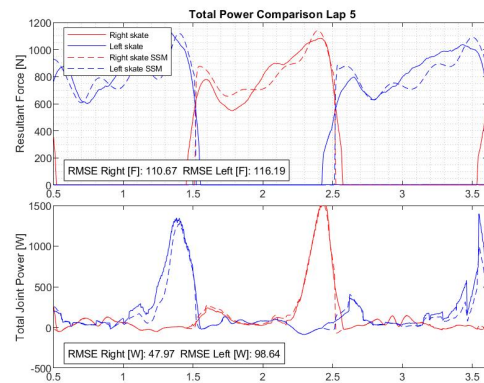 Total Power Comparison Lap 5
Resultant Force [N]
1200
1000
800
600
400
200
0
Right skate
Left skate
Right skate SSM
Left skate SSM
RMSE Right [F]: 110.67 RMSE Left [F]: 116.19
0.5 1 1.5 2 2.5 3 3.5
Total Joint Power [W]
1500
1000
500
0
-500
RMSE Right [W]: 47.97 RMSE Left [W]: 98.64
0.5 1 1.5 2 2.5 3 3.5